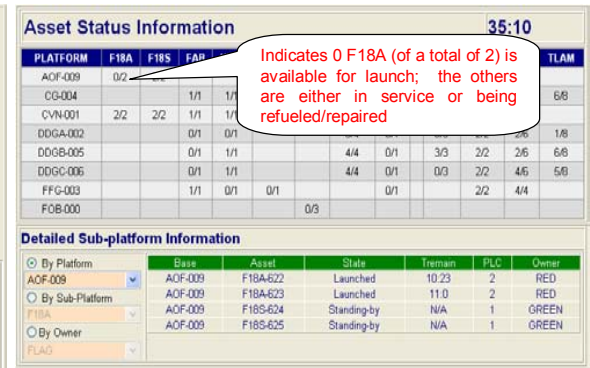 Asset Status Information 35:10
Indicates 0 F18A (of a total of 2) is
available for launch; the others
are either in service or being
refueled/repaired
PLATFORM F18A F18S FAB TLAM
AOF-009 0/2
CG-004 1/1 1/1 6/8
CVN-001 2/2 2/2 1/1 1/1
DDGA-002 0/1 0/1 1/8
DDGB-005 0/1 1/1 4/4 0/1 3/3 2/2 2/6 6/8
DDGC-006 0/1 1/1 4/4 0/1 0/3 2/2 4/6 5/8
FFG-003 1/1 0/1 0/1 0/1 2/2 4/4
FOB-000 0/3
Detailed Sub-platform Information
By Platform
AOF-009
By Sub-Platform
F18A
By Owner
FLAG
Base Asset State Tremain PLC Owner
AOF-009 F18A-622 Launched 10:23 2 RED
AOF-009 F18A-623 Launched 11.0 2 RED
AOF-009 F18S-624 Standing-by N/A 1 GREEN
AOF-009 F18S-625 Standing-by N/A 1 GREEN